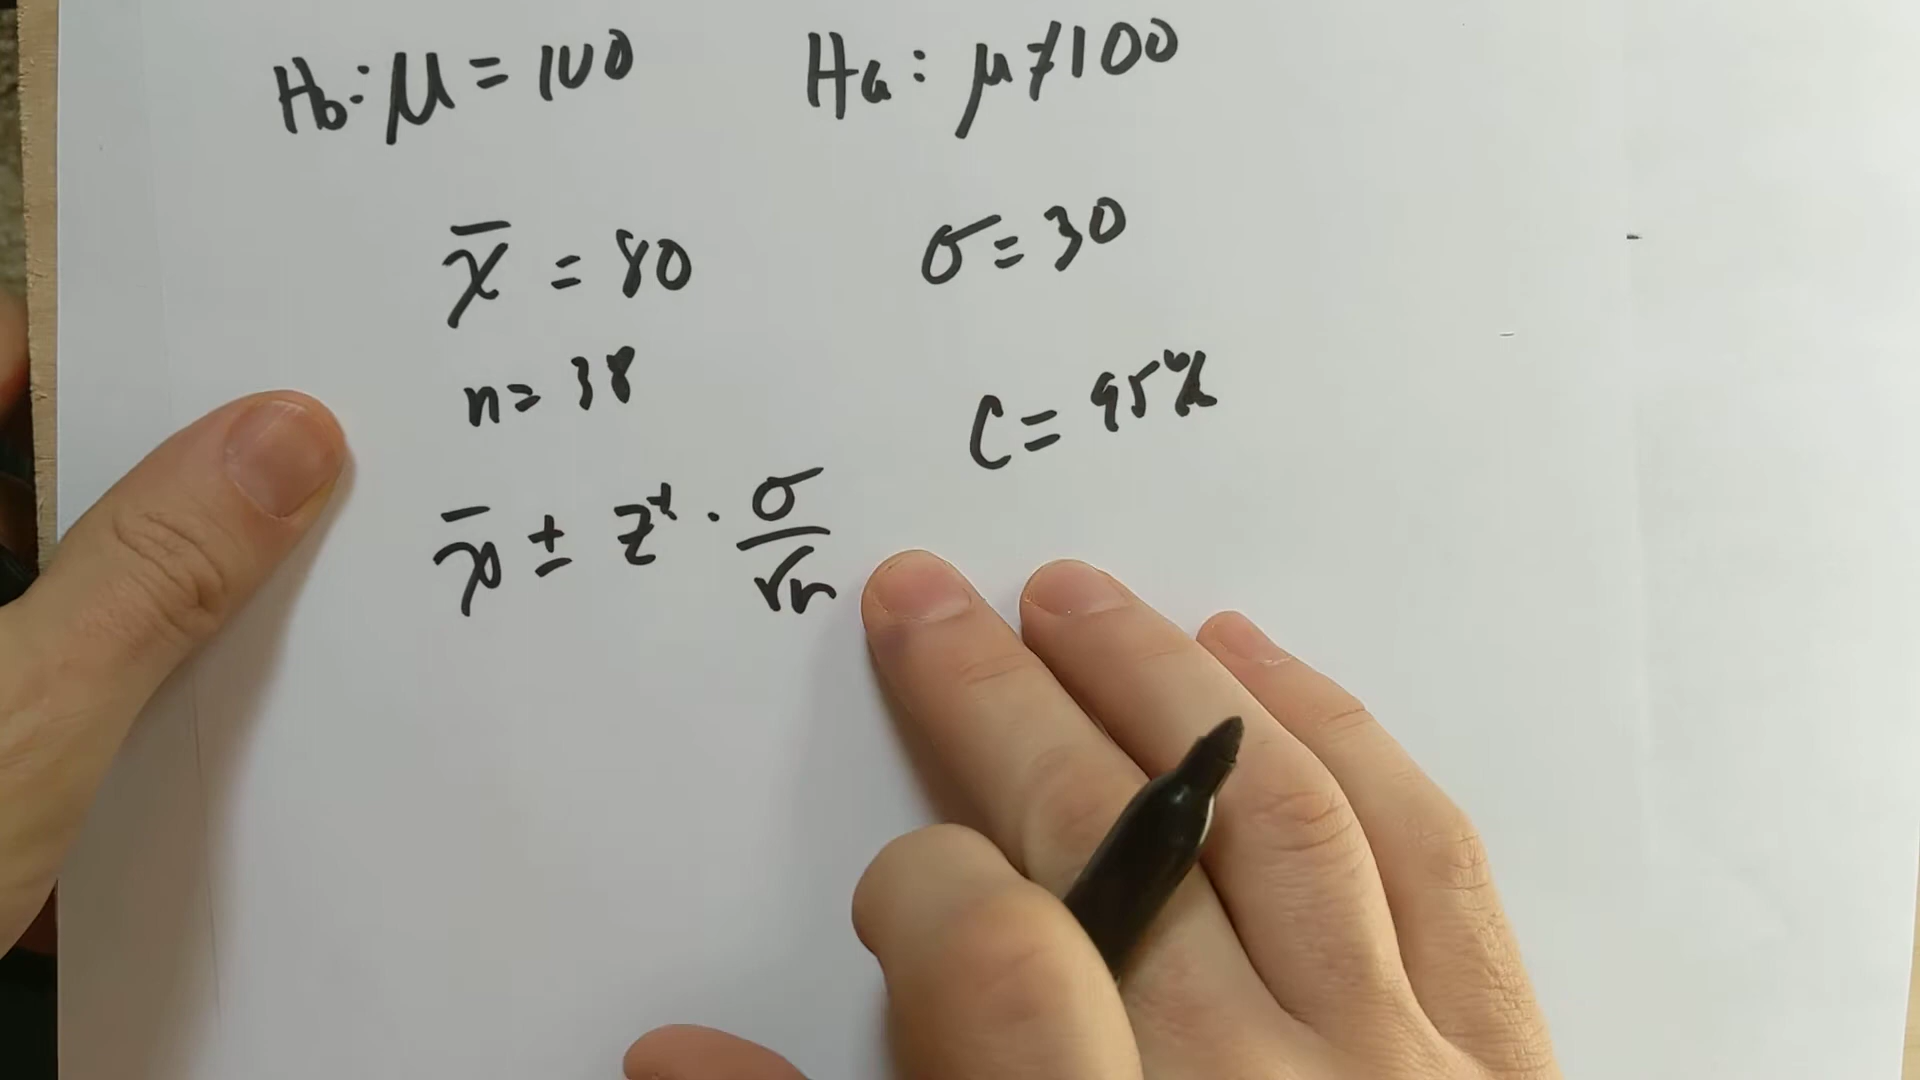 H₀: μ = 100 Ha: μ ≠ 100
x̄ = 80 σ = 30
n = 38 C = 95%
x̄ ± z* · σ/√n